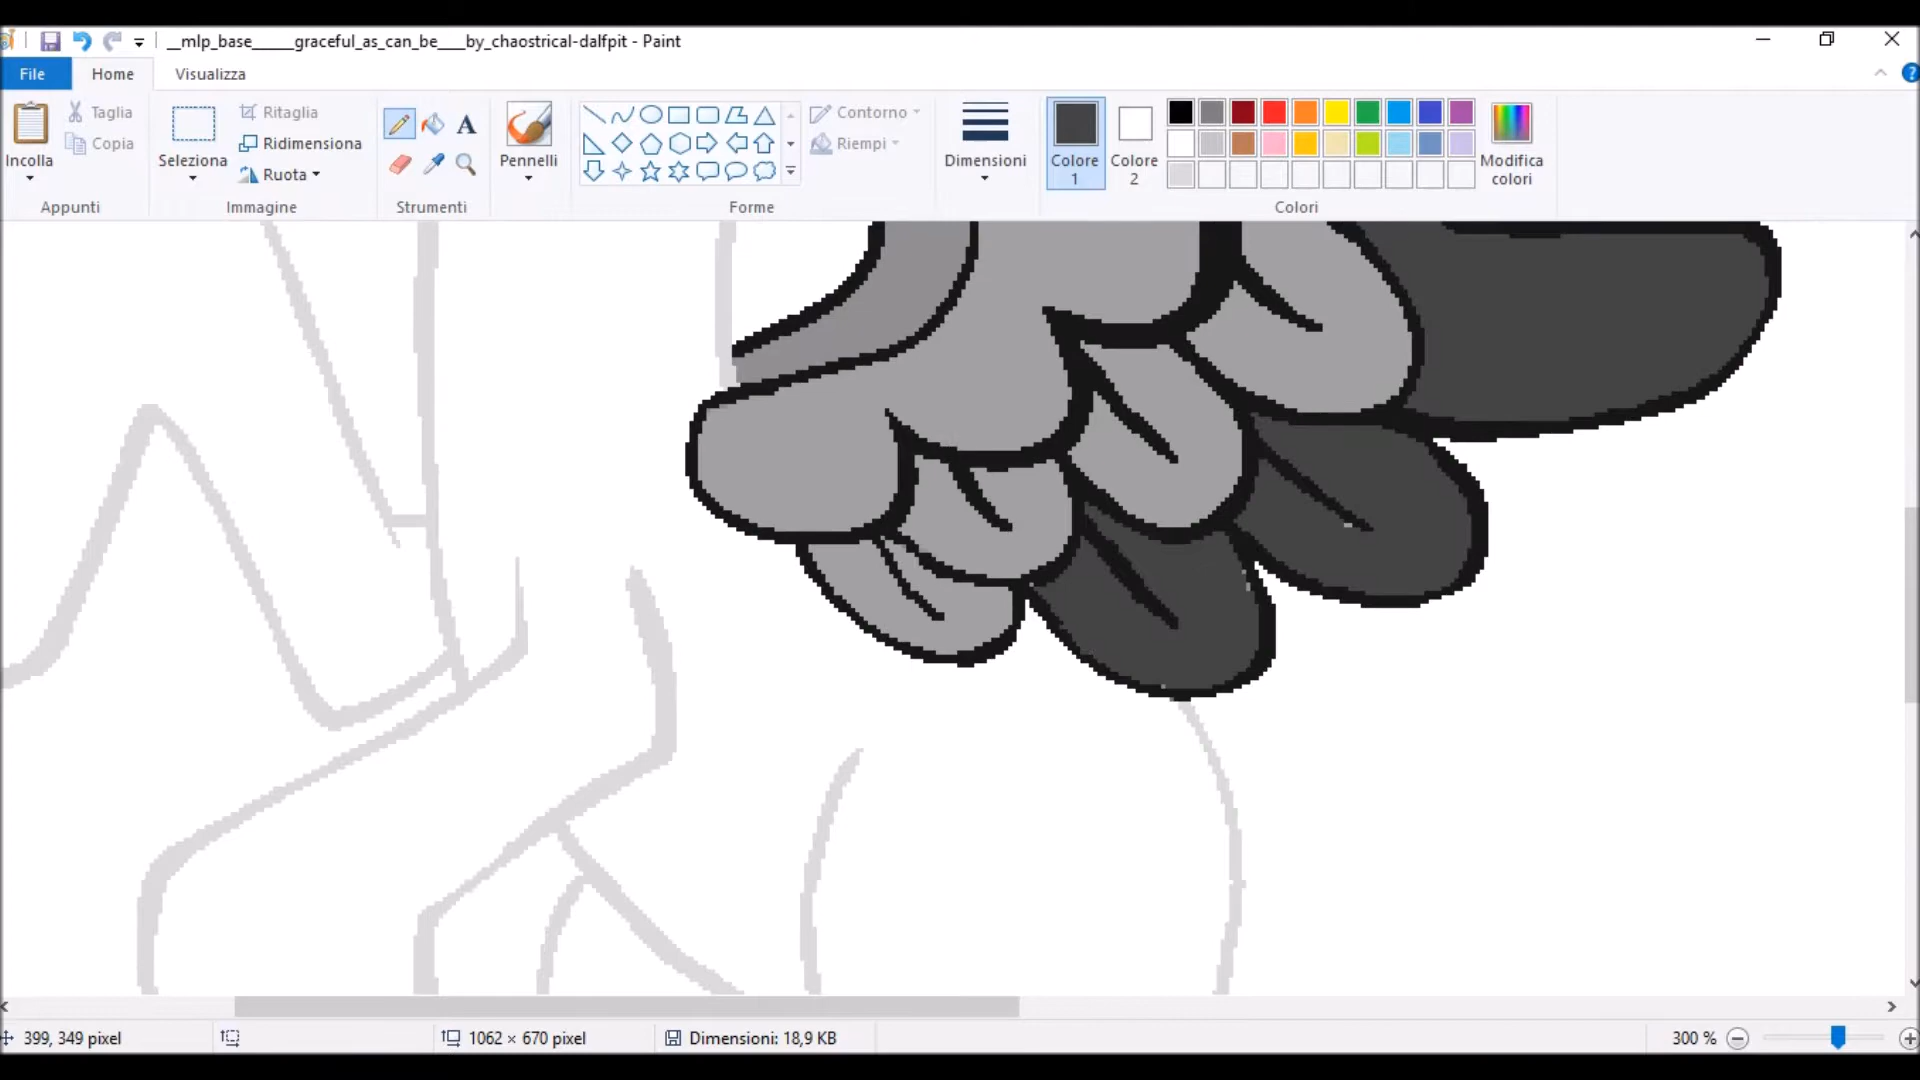 __mlp_base_____graceful_as_can_be___by_chaostrical-dalfpit - Paint
File Home Visualizza
Taglia Ritaglia Contorno
Copia Ridimensiona Riempi
Incolla Seleziona Ruota A Pennelli Dimensioni Colore 1 Colore 2 Modifica colori
Appunti Immagine Strumenti Forme Colori
399, 349 pixel 1062 × 670 pixel Dimensioni: 18,9 KB 300 %